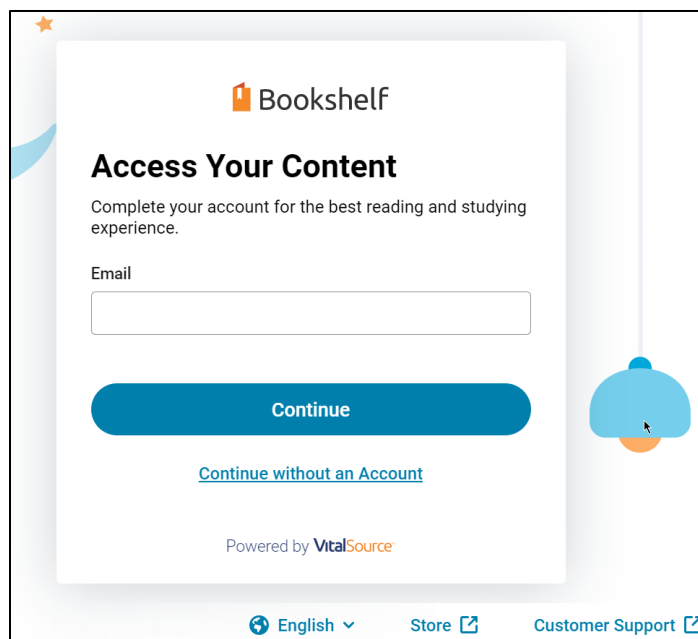 Bookshelf
Access Your Content
Complete your account for the best reading and studying
experience.
Email
Continue
Continue without an Account
Powered by VitalSource
English Store Customer Support